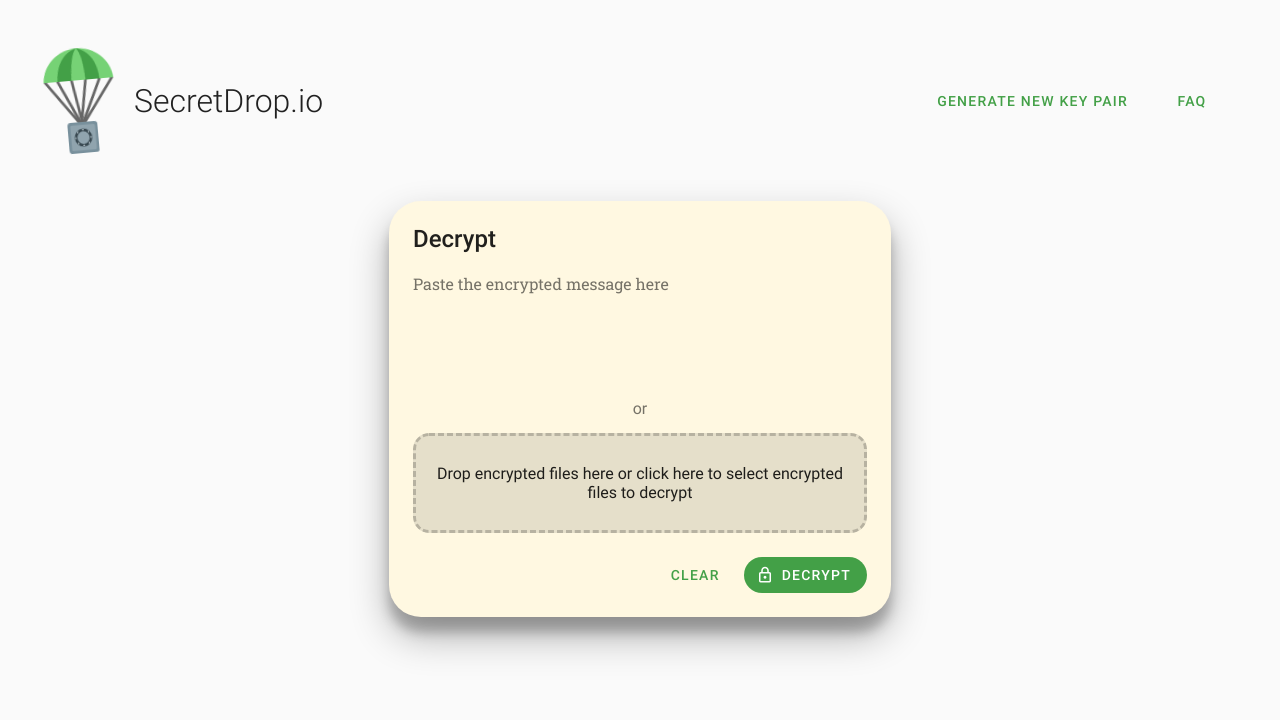 SecretDrop.io
GENERATE NEW KEY PAIR
FAQ
Decrypt
Paste the encrypted message here
or
Drop encrypted files here or click here to select encrypted
files to decrypt
CLEAR
DECRYPT